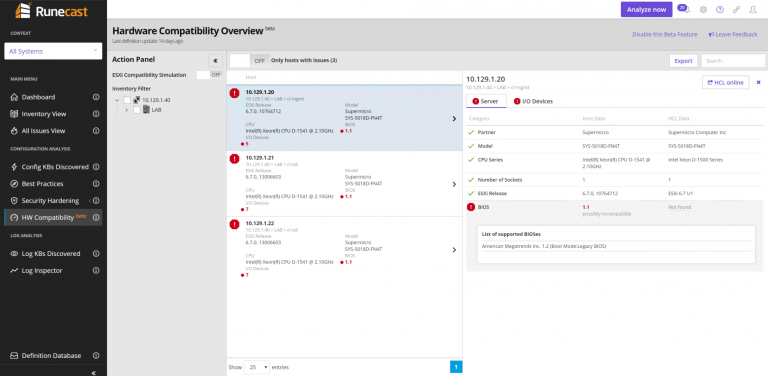 Runecast
CONTEXT
All Systems
MAIN MENU
Dashboard
Inventory View
All Issues View
CONFIGURATION ANALYSIS
Config KBs Discovered
Best Practices
Security Hardening
HW Compatibility Beta
LOG ANALYSIS
Log KBs Discovered
Log Inspector
Definition Database
«
Analyze now
20
Hardware Compatibility Overview beta
Last definition update: 14 days ago
Disable this Beta Feature
Leave Feedback
Action Panel
«
ESXi Compatibility Simulation
OFF
Inventory Filter
10.129.1.40
LAB
OFF
Only hosts with issues (3)
Export
Search
Host
10.129.1.20
10.129.1.40 > LAB > cl-mgmt
ESXi Release
6.7.0, 10764712
Model
Supermicro
SYS-5018D-FN4T
CPU
Intel(R) Xeon(R) CPU D-1541 @ 2.10GHz
BIOS
1.1
I/O Devices
5
10.129.1.21
10.129.1.40 > LAB > cl-vdi
ESXi Release
6.7.0, 13006603
Model
Supermicro
SYS-5018D-FN4T
CPU
Intel(R) Xeon(R) CPU D-1541 @ 2.10GHz
BIOS
1.1
I/O Devices
7
10.129.1.22
10.129.1.40 > LAB > cl-vdi
ESXi Release
6.7.0, 13006603
Model
Supermicro
SYS-5018D-FN4T
CPU
Intel(R) Xeon(R) CPU D-1541 @ 2.10GHz
BIOS
1.1
I/O Devices
7
Show 25 entries
1
10.129.1.20
10.129.1.40 > LAB > cl-mgmt
HCL online
Server
I/O Devices
Category Host Data HCL Data
Partner Supermicro Supermicro Computer Inc
Model SYS-5018D-FN4T SYS-5018D-FN4T
CPU Series Intel(R) Xeon(R) CPU D-1541 @ 2.10GHz Intel Xeon D-1500 Series
Number of Sockets 1 1
ESXi Release 6.7.0, 10764712 ESXi 6.7 U1
BIOS 1.1 Not found
possibly incompatible
List of supported BIOSes
American Megatrends Inc. 1.2 (Boot Mode:Legacy BIOS)